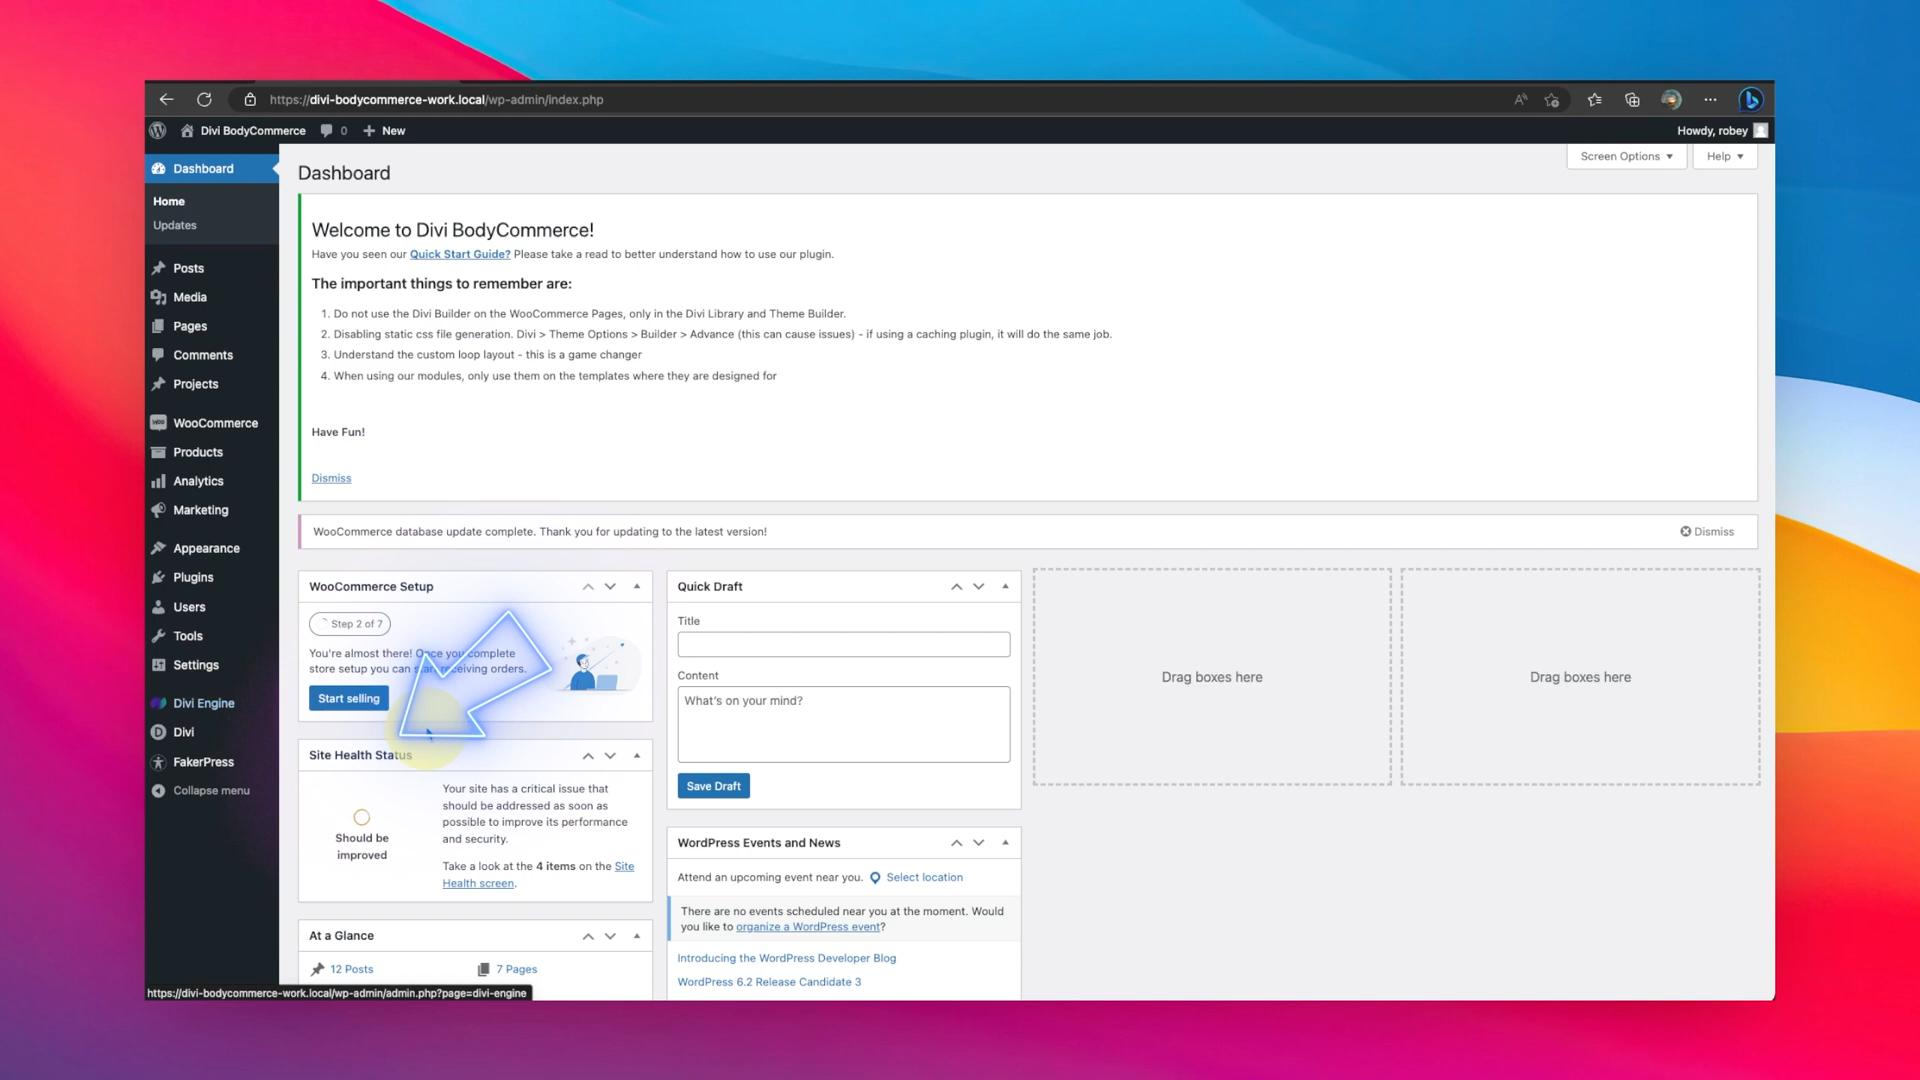 https://divi-bodycommerce-work.local/wp-admin/index.php
Divi BodyCommerce 0 New
Howdy, robey
Dashboard
Home
Updates
Posts
Media
Pages
Comments
Projects
WooCommerce
Products
Analytics
Marketing
Appearance
Plugins
Users
Tools
Settings
Divi Engine
Divi
FakerPress
Collapse menu
Screen Options
Help
Dashboard
Welcome to Divi BodyCommerce!
Have you seen our Quick Start Guide? Please take a read to better understand how to use our plugin.
The important things to remember are:
1. Do not use the Divi Builder on the WooCommerce Pages, only in the Divi Library and Theme Builder.
2. Disabling static css file generation. Divi > Theme Options > Builder > Advance (this can cause issues) - if using a caching plugin, it will do the same job.
3. Understand the custom loop layout - this is a game changer
4. When using our modules, only use them on the templates where they are designed for
Have Fun!
Dismiss
WooCommerce database update complete. Thank you for updating to the latest version!
Dismiss
WooCommerce Setup
Step 2 of 7
You're almost there! Once you complete
store setup you can start receiving orders.
Start selling
Site Health Status
Should be
improved
Your site has a critical issue that
should be addressed as soon as
possible to improve its performance
and security.
Take a look at the 4 items on the Site
Health screen.
At a Glance
12 Posts
7 Pages
Quick Draft
Title
Content
What's on your mind?
Save Draft
WordPress Events and News
Attend an upcoming event near you. Select location
There are no events scheduled near you at the moment. Would
you like to organize a WordPress event?
Introducing the WordPress Developer Blog
WordPress 6.2 Release Candidate 3
Drag boxes here
Drag boxes here
https://divi-bodycommerce-work.local/wp-admin/admin.php?page=divi-engine